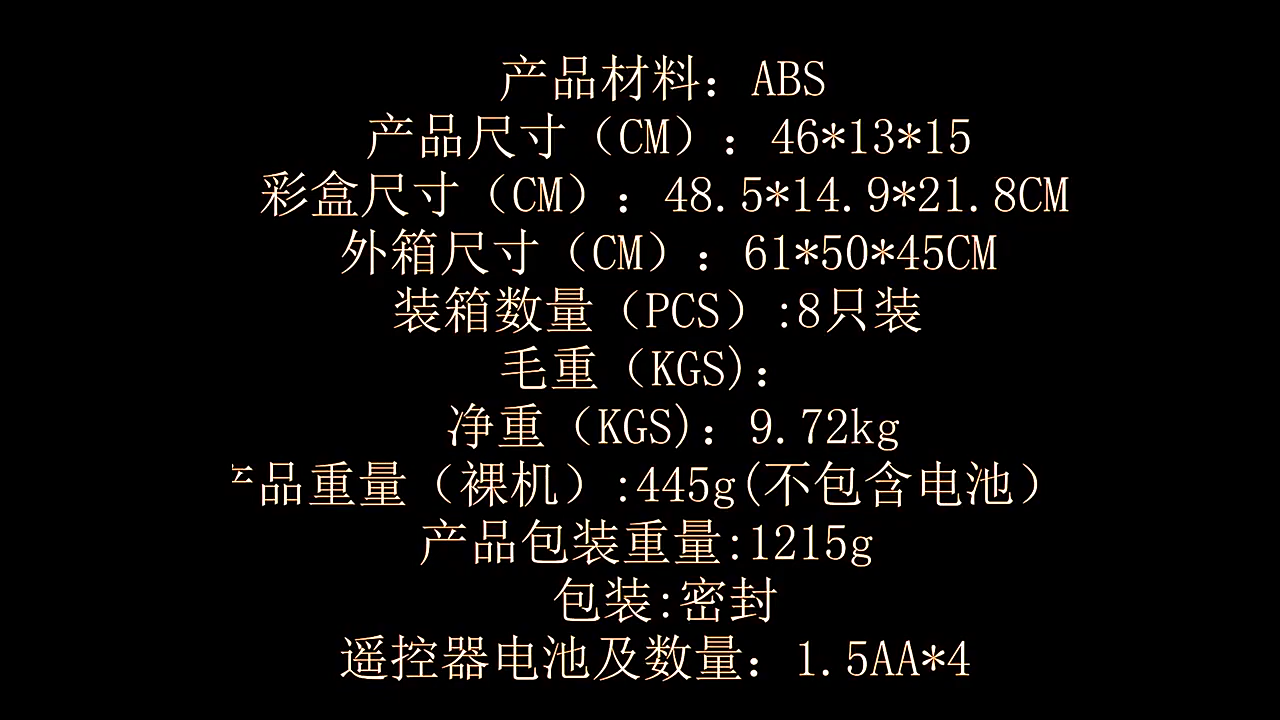 产品材料：ABS
产品尺寸（CM）：46*13*15
彩盒尺寸（CM）：48.5*14.9*21.8CM
外箱尺寸（CM）：61*50*45CM
装箱数量（PCS）:8只装
毛重（KGS)：
净重（KGS)：9.72kg
产品重量（裸机）:445g(不包含电池）
产品包装重量:1215g
包装:密封
遥控器电池及数量：1.5AA*4